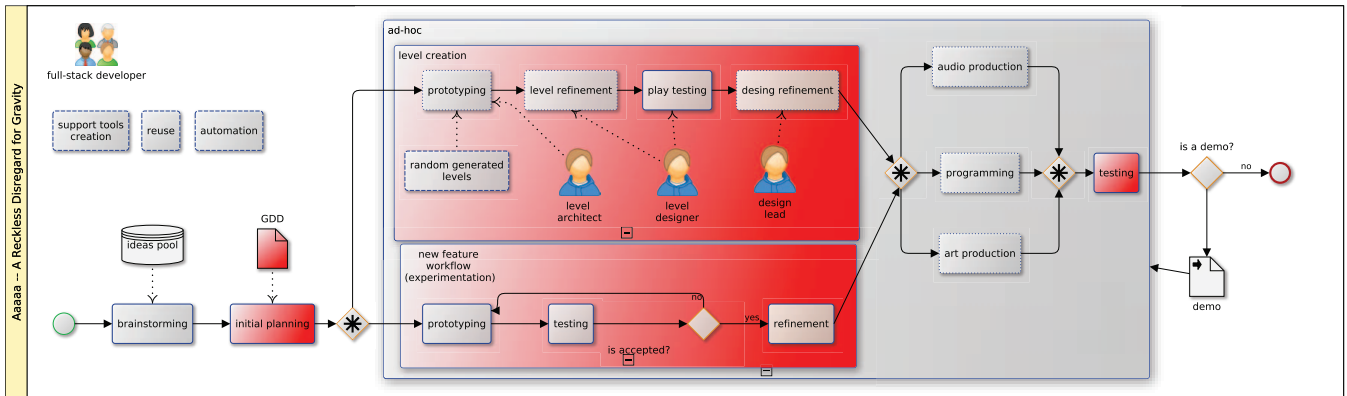 Aaaaa -- A Reckless Disregard for Gravity
full-stack developer
support tools
creation
reuse
automation
ideas pool
GDD
brainstorming
initial planning
ad-hoc
level creation
prototyping
level refinement
play testing
desing refinement
random generated
levels
level
architect
level
designer
design
lead
new feature
workflow
(experimentation)
prototyping
testing
no
is accepted?
yes
refinement
audio production
programming
art production
testing
is a demo?
no
demo